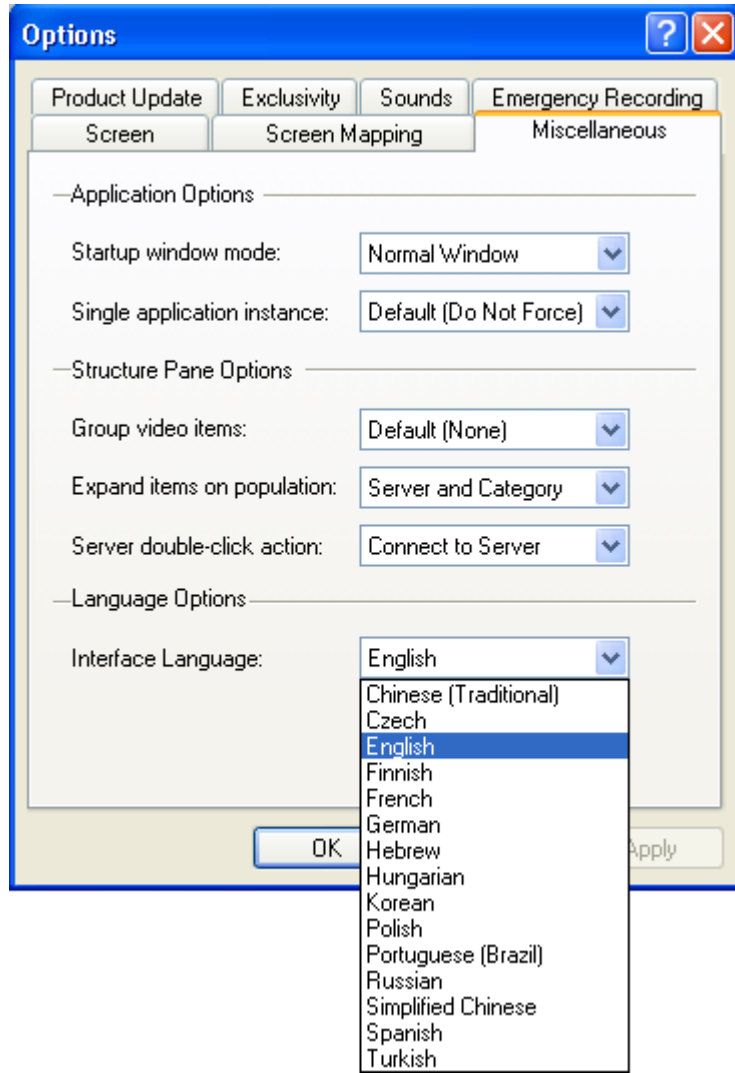 Options
Product Update Exclusivity Sounds Emergency Recording
Screen Screen Mapping Miscellaneous
Application Options
Startup window mode: Normal Window
Single application instance: Default (Do Not Force)
Structure Pane Options
Group video items: Default (None)
Expand items on population: Server and Category
Server double-click action: Connect to Server
Language Options
Interface Language: English
Chinese (Traditional)
Czech
English
Finnish
French
German
Hebrew
Hungarian
Korean
Polish
Portuguese (Brazil)
Russian
Simplified Chinese
Spanish
Turkish
OK Apply